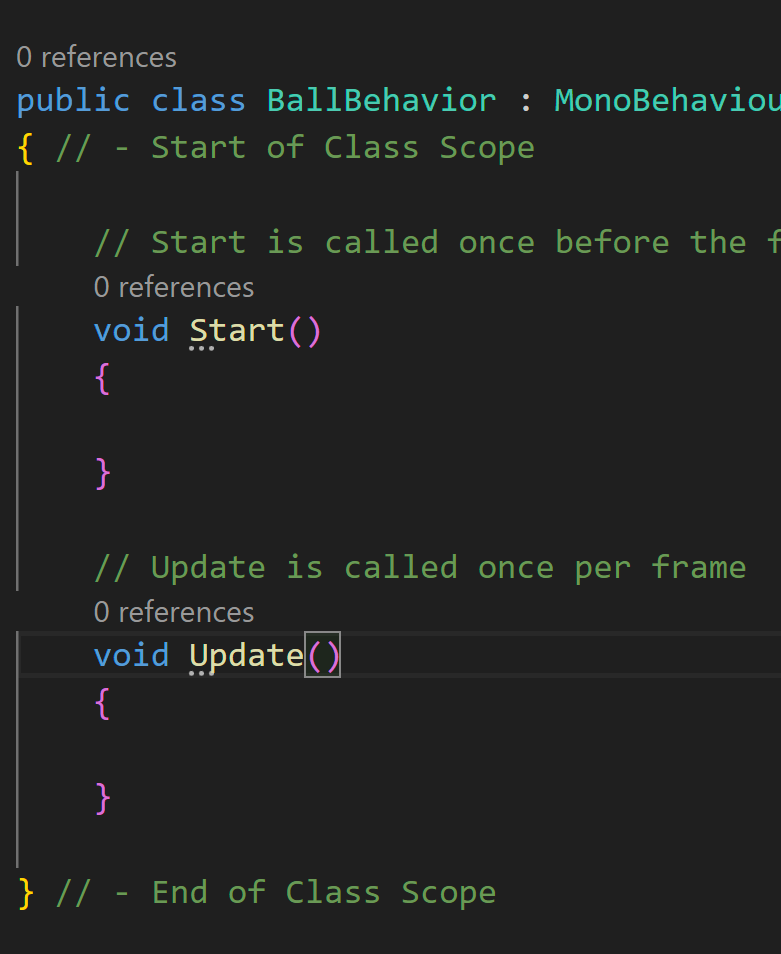 0 references
public class BallBehavior : MonoBehaviou
{ // - Start of Class Scope
// Start is called once before the f
0 references
void Start()
{
}
// Update is called once per frame
0 references
void Update()
{
}
} // - End of Class Scope